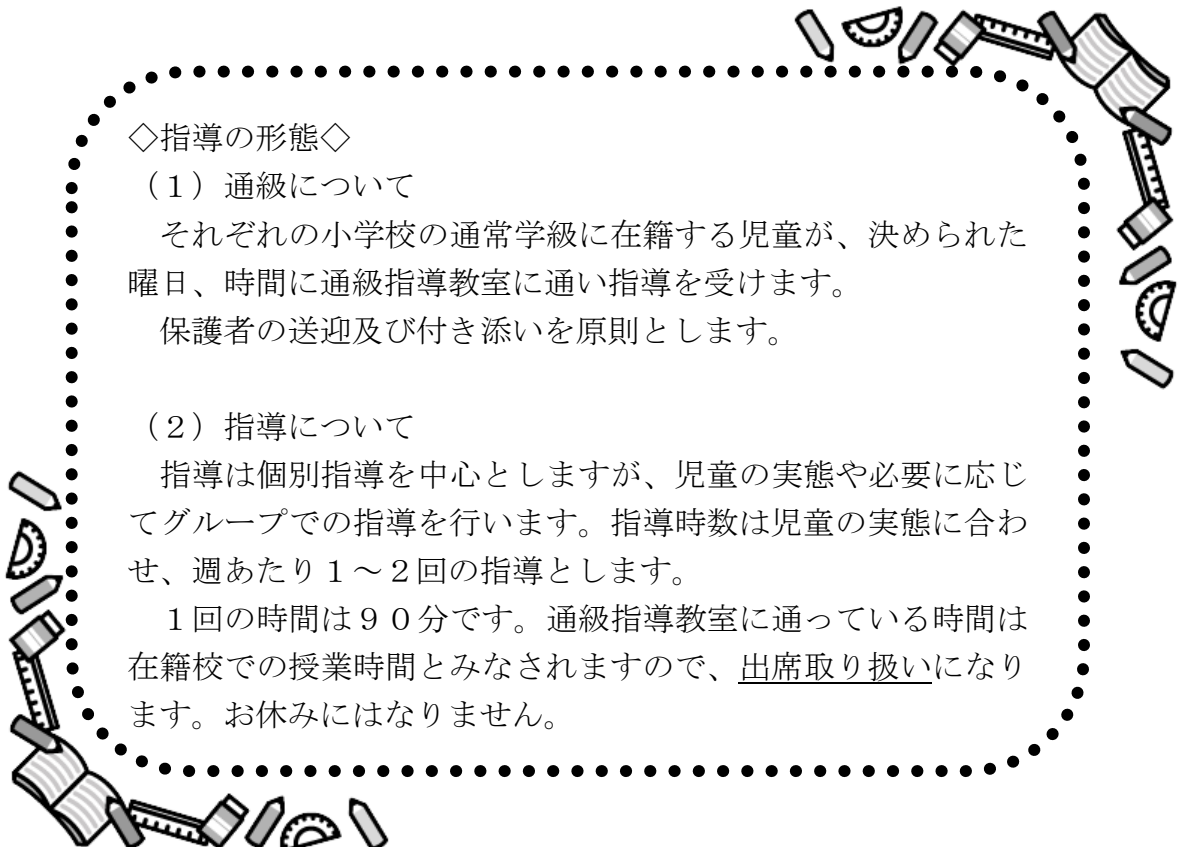 ◇指導の形態◇
（１）通級について
　それぞれの小学校の通常学級に在籍する児童が、決められた
曜日、時間に通級指導教室に通い指導を受けます。
　保護者の送迎及び付き添いを原則とします。
（２）指導について
　指導は個別指導を中心としますが、児童の実態や必要に応じ
てグループでの指導を行います。指導時数は児童の実態に合わ
せ、週あたり１～２回の指導とします。
　１回の時間は９０分です。通級指導教室に通っている時間は
在籍校での授業時間とみなされますので、出席取り扱いになり
ます。お休みにはなりません。